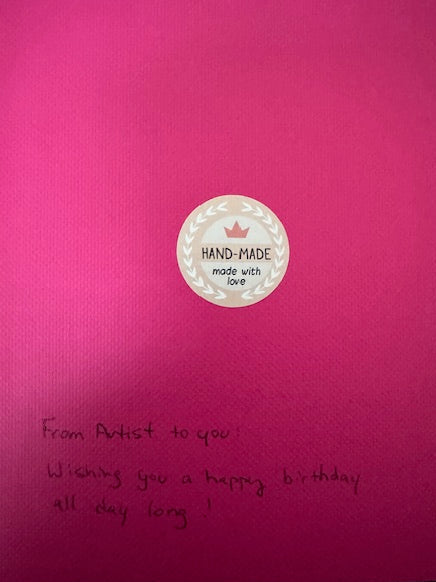 HAND-MADE
made with
love
From Artist to you:
Wishing you a happy birthday
all day long !